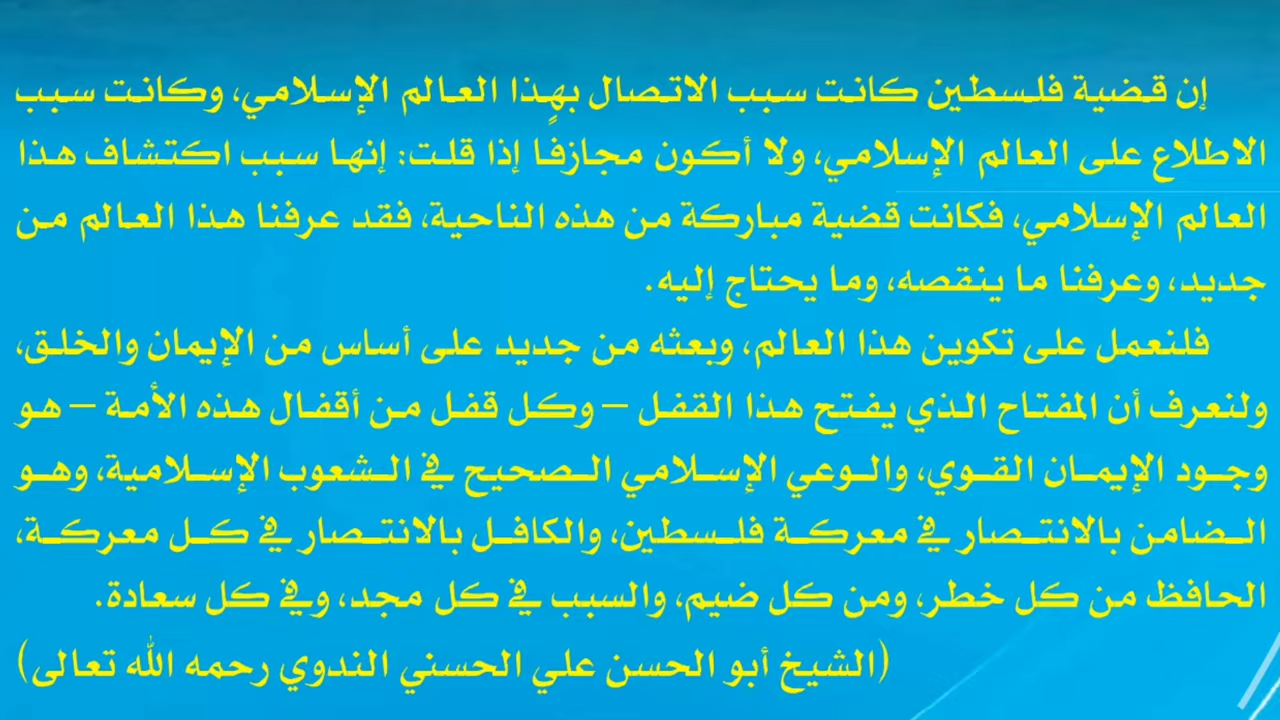 إن قضية فلسطين كانت سبب الاتصال بهذا العالم الإسلامي، وكانت سبب
الاطلاع على العالم الإسلامي، ولا أكون مجازفًا إذا قلت: إنها سبب اكتشاف هذا
العالم الإسلامي، فكانت قضية مباركة من هذه الناحية، فقد عرفنا هذا العالم من
جديد، وعرفنا ما ينقصه، وما يحتاج إليه.
فلنعمل على تكوين هذا العالم، وبعثه من جديد على أساس من الإيمان والخلق،
ولنعرف أن المفتاح الذي يفتح هذا القفل – وكل قفل من أقفال هذه الأمة – هو
وجود الإيمان القوي، والوعي الإسلامي الصحيح في الشعوب الإسلامية، وهو
الضامن بالانتصار في معركة فلسطين، والكافل بالانتصار في كل معركة،
الحافظ من كل خطر، ومن كل ضيم، والسبب في كل مجد، وفي كل سعادة.
(الشيخ أبو الحسن علي الحسني الندوي رحمه الله تعالى)